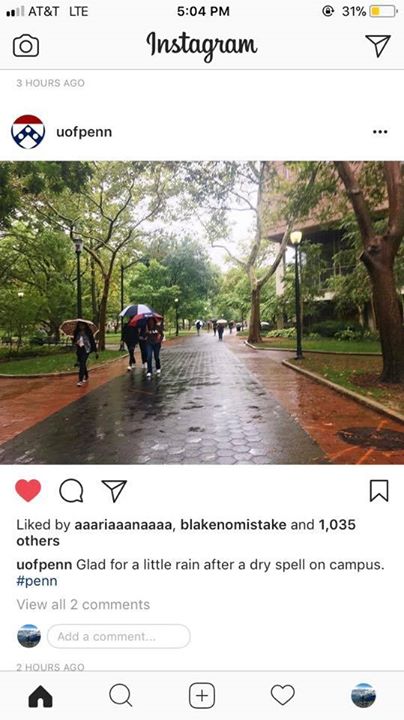 AT&T LTE 5:04 PM 31%
Instagram
3 HOURS AGO
uofpenn
Liked by aaariaaanaaaa, blakenomistake and 1,035
others
uofpenn Glad for a little rain after a dry spell on campus.
#penn
View all 2 comments
Add a comment...
2 HOURS AGO